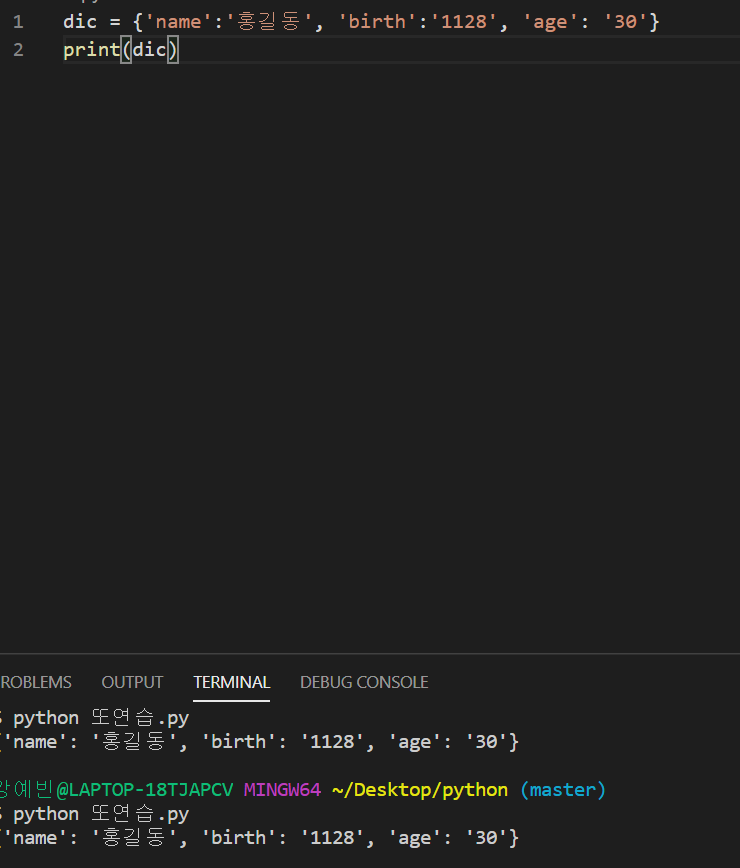 1 dic = {'name':'홍길동', 'birth':'1128', 'age': '30'}
2 print(dic)
ROBLEMS OUTPUT TERMINAL DEBUG CONSOLE
$ python 또연습.py
{'name': '홍길동', 'birth': '1128', 'age': '30'}
예빈@LAPTOP-18TJAPCV MINGW64 ~/Desktop/python (master)
$ python 또연습.py
{'name': '홍길동', 'birth': '1128', 'age': '30'}